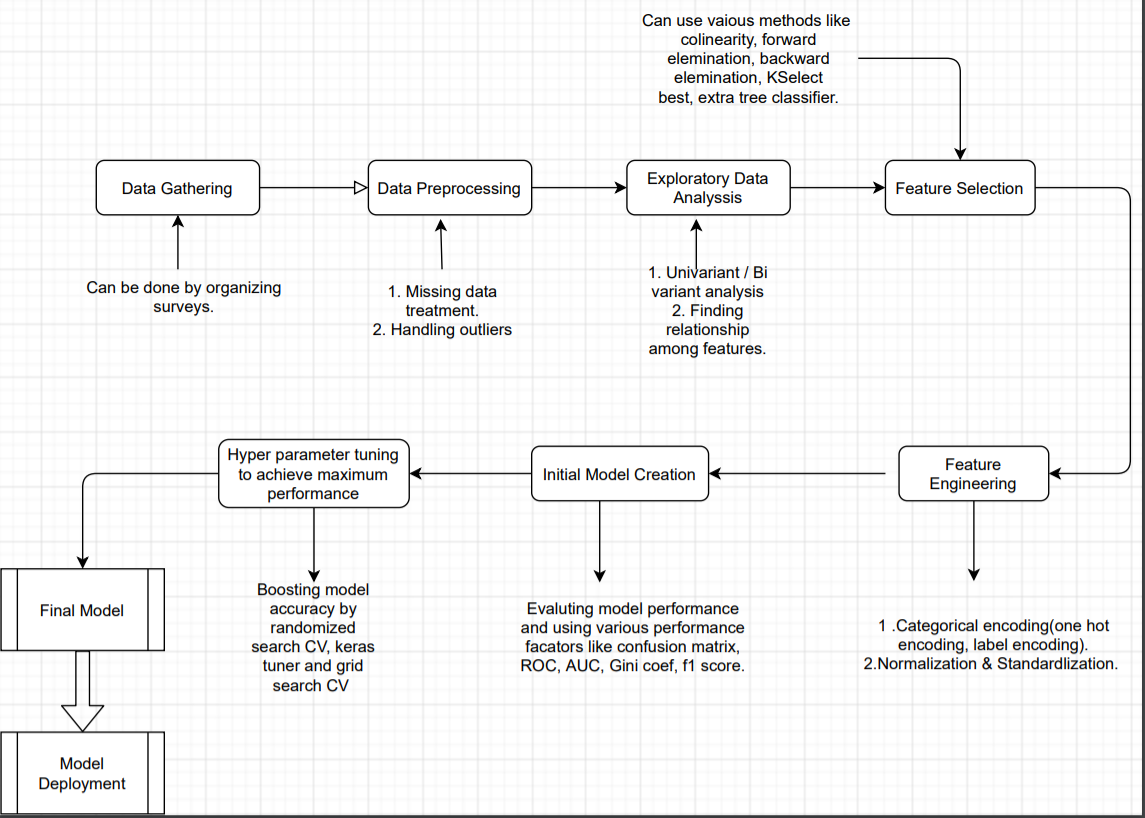 Can use vaious methods like
colinearity, forward
elemination, backward
elemination, KSelect
best, extra tree classifier.
Data Gathering
Data Preprocessing
Exploratory Data
Analyssis
Feature Selection
Can be done by organizing
surveys.
1. Missing data
treatment.
2. Handling outliers
1. Univariant / Bi
variant analysis
2. Finding
relationship
among features.
Hyper parameter tuning
to achieve maximum
performance
Initial Model Creation
Feature
Engineering
Final Model
Boosting model
accuracy by
randomized
search CV, keras
tuner and grid
search CV
Evaluting model performance
and using various performance
facators like confusion matrix,
ROC, AUC, Gini coef, f1 score.
1 .Categorical encoding(one hot
encoding, label encoding).
2.Normalization & Standardlization.
Model
Deployment